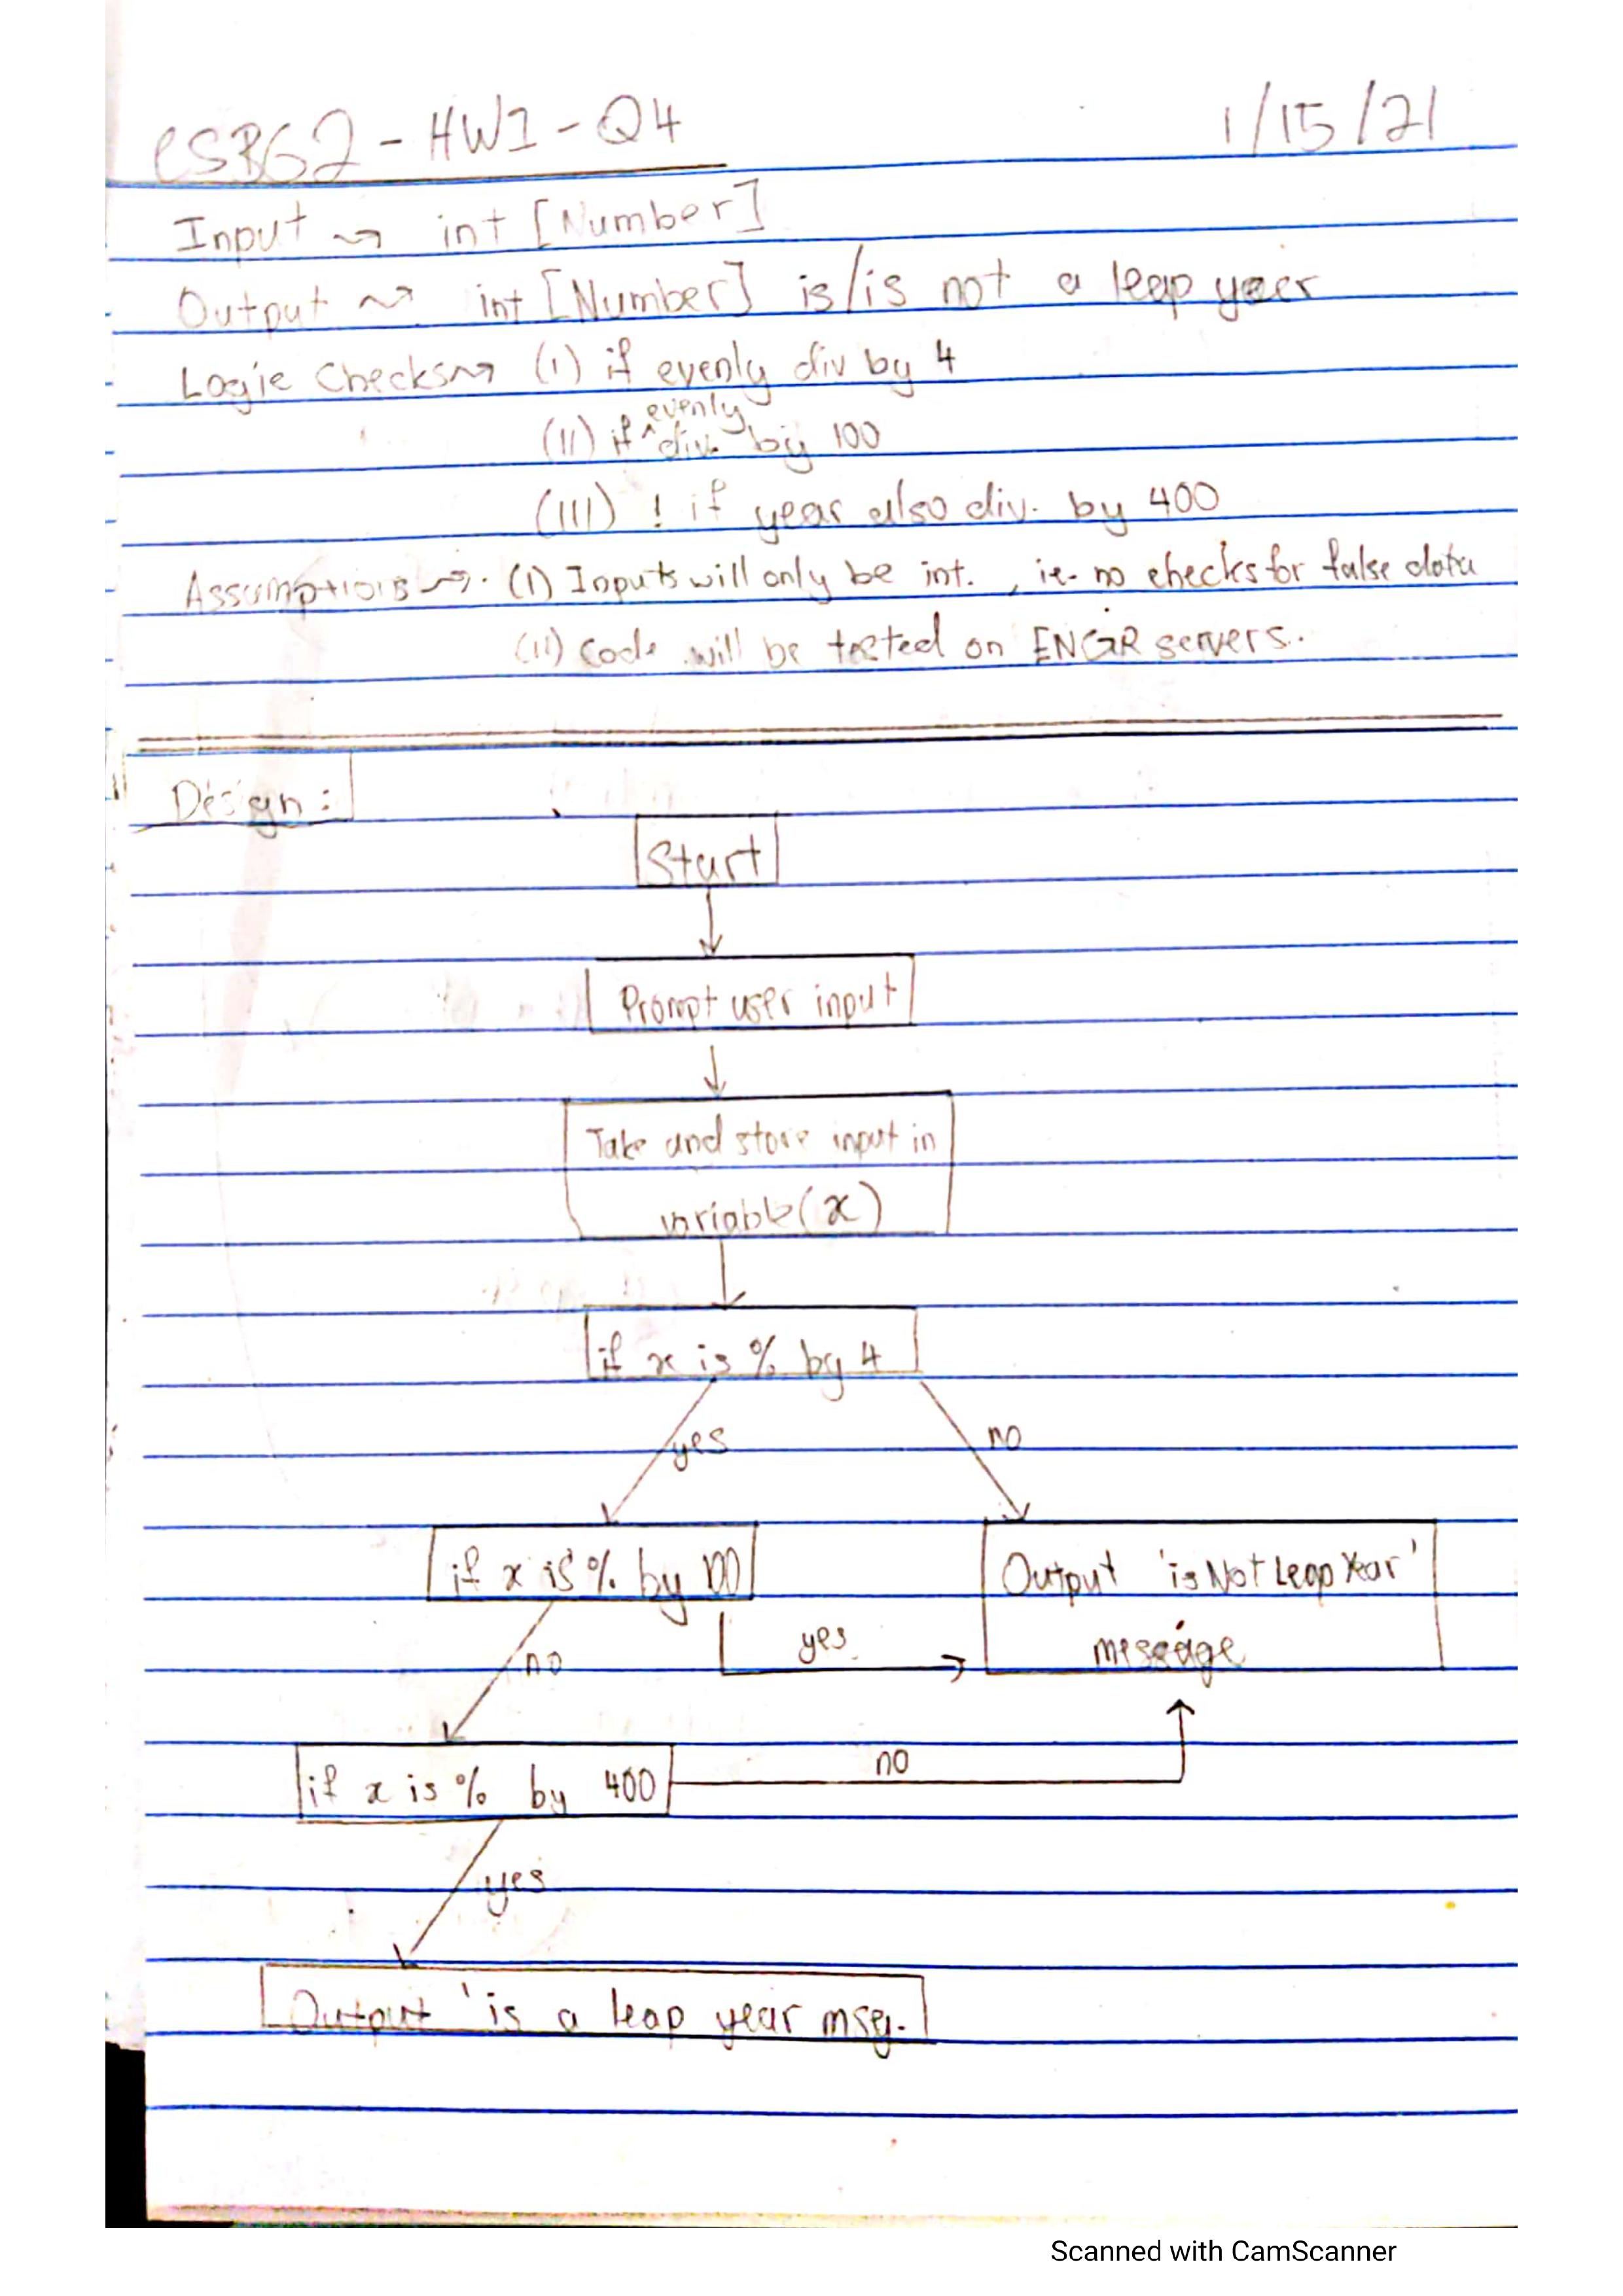 CS362 - HW1 - Q4 1/15/21
Input ⇝ int [Number]
Output ⇝ int [Number] is/is not a leap year
Logic Checks ⇝ (I) if evenly div by 4
evenly
(II) if ^ div. by 100
(III) ! if year also div. by 400
Assumptions ⇝ (I) Inputs will only be int. , ie. no checks for false data
(II) Code will be tested on ENGR servers.
Design :
Start
Prompt user input
Take and store input in
variable (x)
if x is % by 4
yes no
if x is % by 100 Output 'is Not Leap Year'
yes message
no
no
if x is % by 400
yes
Output 'is a leap year msg.
Scanned with CamScanner